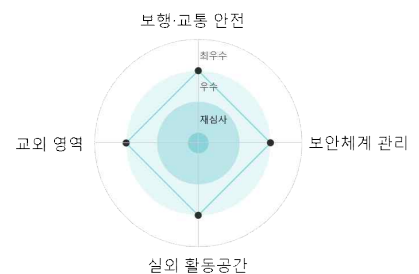 보행·교통 안전
최우수
우수
재심사
교외 영역
보안체계 관리
실외 활동공간